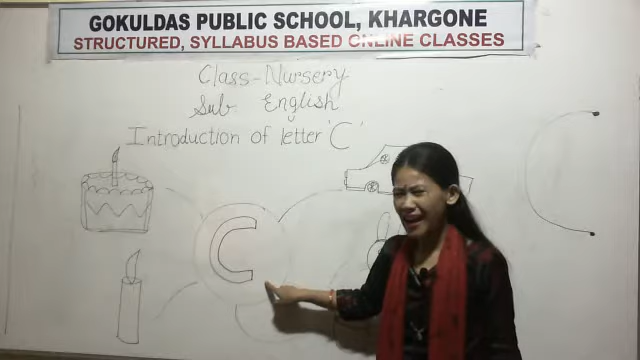 GOKULDAS PUBLIC SCHOOL, KHARGONE
STRUCTURED, SYLLABUS BASED ONLINE CLASSES
Class-Nursery
Sub English
Introduction of letter 'C'
C